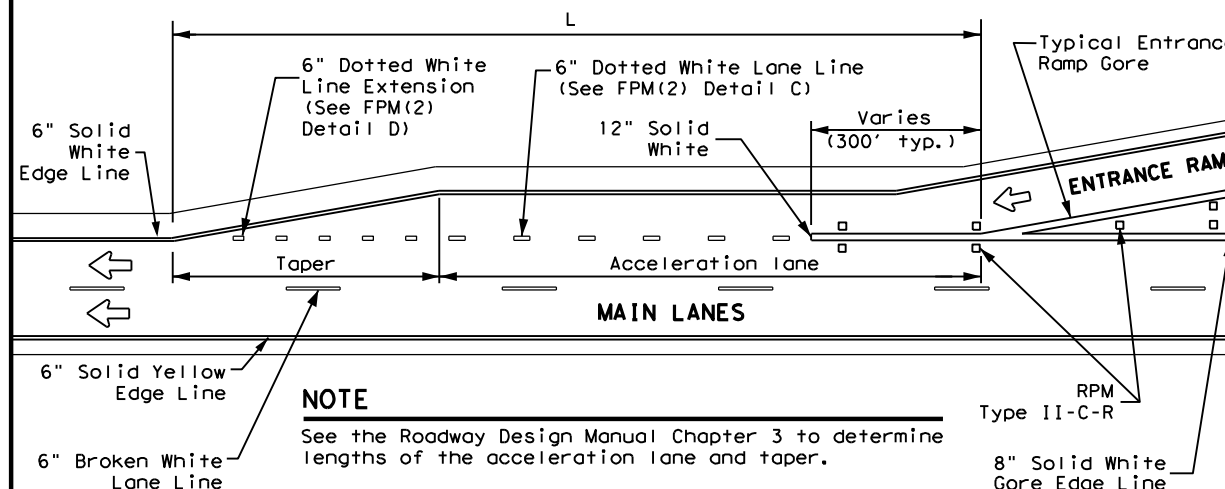 L
Typical Entrance
Ramp Gore
6" Dotted White
Line Extension
(See FPM(2)
Detail D)
6" Dotted White Lane Line
(See FPM(2) Detail C)
Varies
(300' typ.)
12" Solid
White
6" Solid
White
Edge Line
ENTRANCE RAM
Taper
Acceleration lane
MAIN LANES
6" Solid Yellow
Edge Line
RPM
Type II-C-R
NOTE
See the Roadway Design Manual Chapter 3 to determine
lengths of the acceleration lane and taper.
6" Broken White
Lane Line
8" Solid White
Gore Edge Line